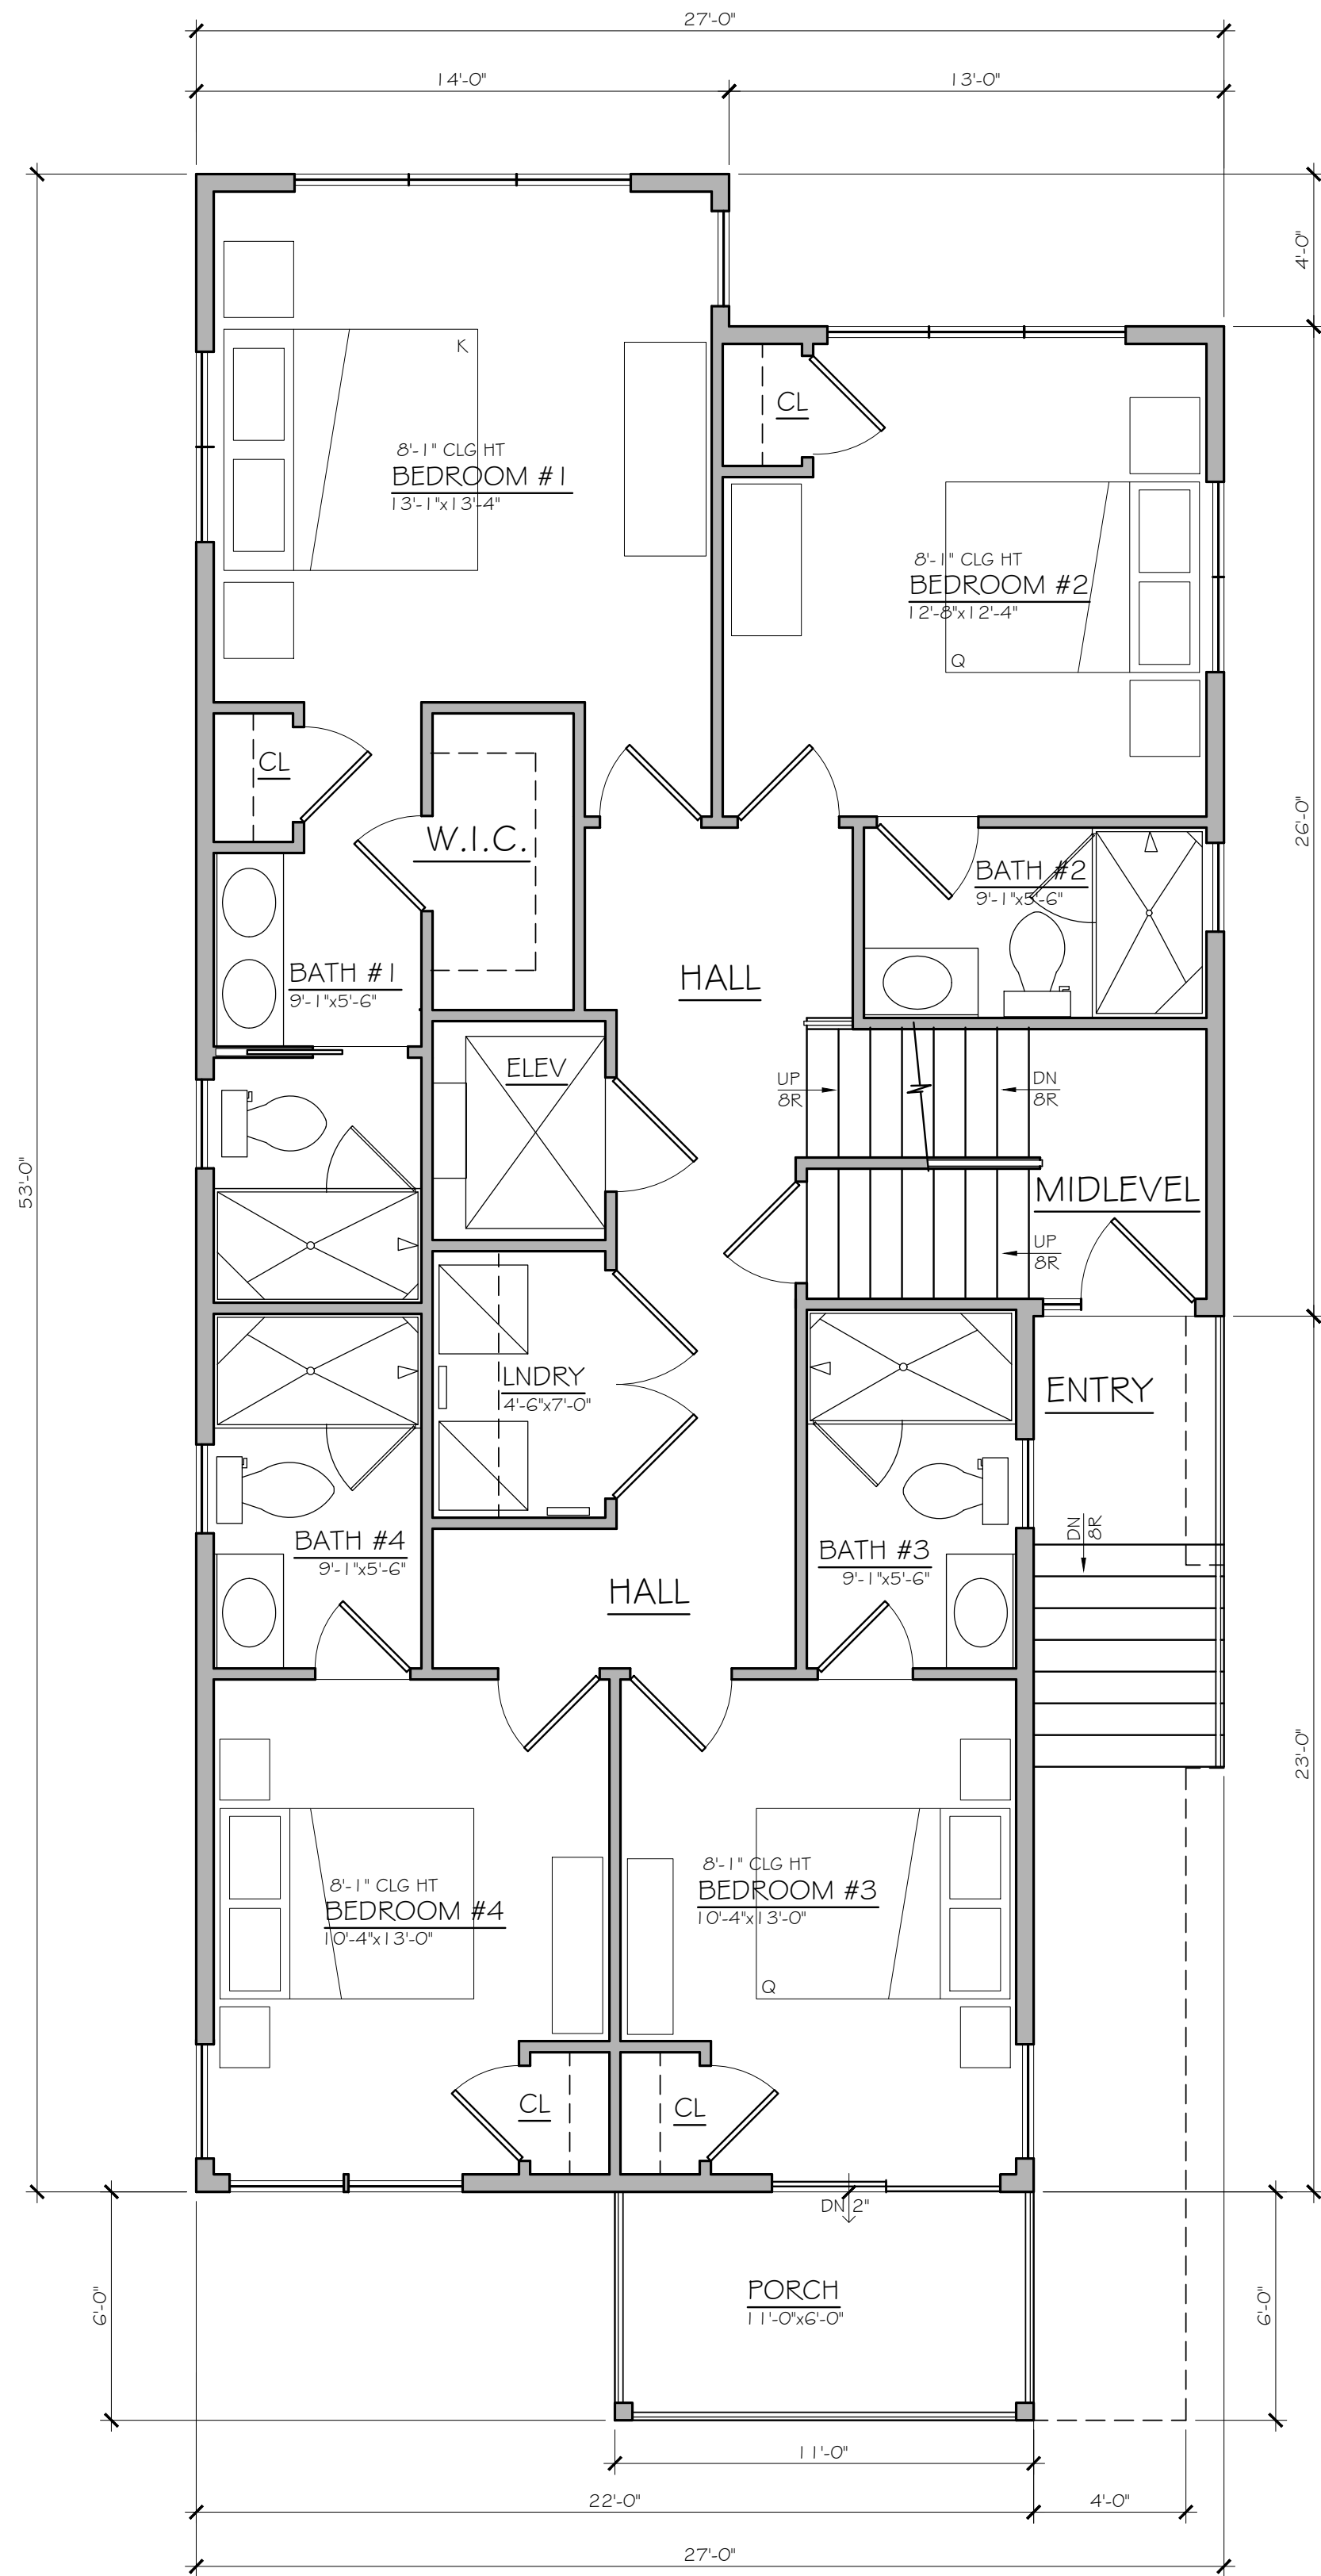 27'-0"
14'-0"
13'-0"
4'-0"
K
8'-1" CLG HT
BEDROOM #1
13'-1"x13'-4"
CL
8'-1" CLG HT
BEDROOM #2
12'-8"x12'-4"
Q
CL
W.I.C.
26'-0"
BATH #2
9'-1"x5'-6"
BATH #1
9'-1"x5'-6"
HALL
ELEV
UP
8R
DN
8R
53'-0"
MIDLEVEL
UP
8R
LNDRY
4'-6"x7'-0"
ENTRY
DN
8R
BATH #4
9'-1"x5'-6"
BATH #3
9'-1"x5'-6"
HALL
23'-0"
8'-1" CLG HT
BEDROOM #4
10'-4"x13'-0"
8'-1" CLG HT
BEDROOM #3
10'-4"x13'-0"
Q
CL
CL
DN 2"
PORCH
11'-0"x6'-0"
6'-0"
6'-0"
11'-0"
22'-0"
4'-0"
27'-0"